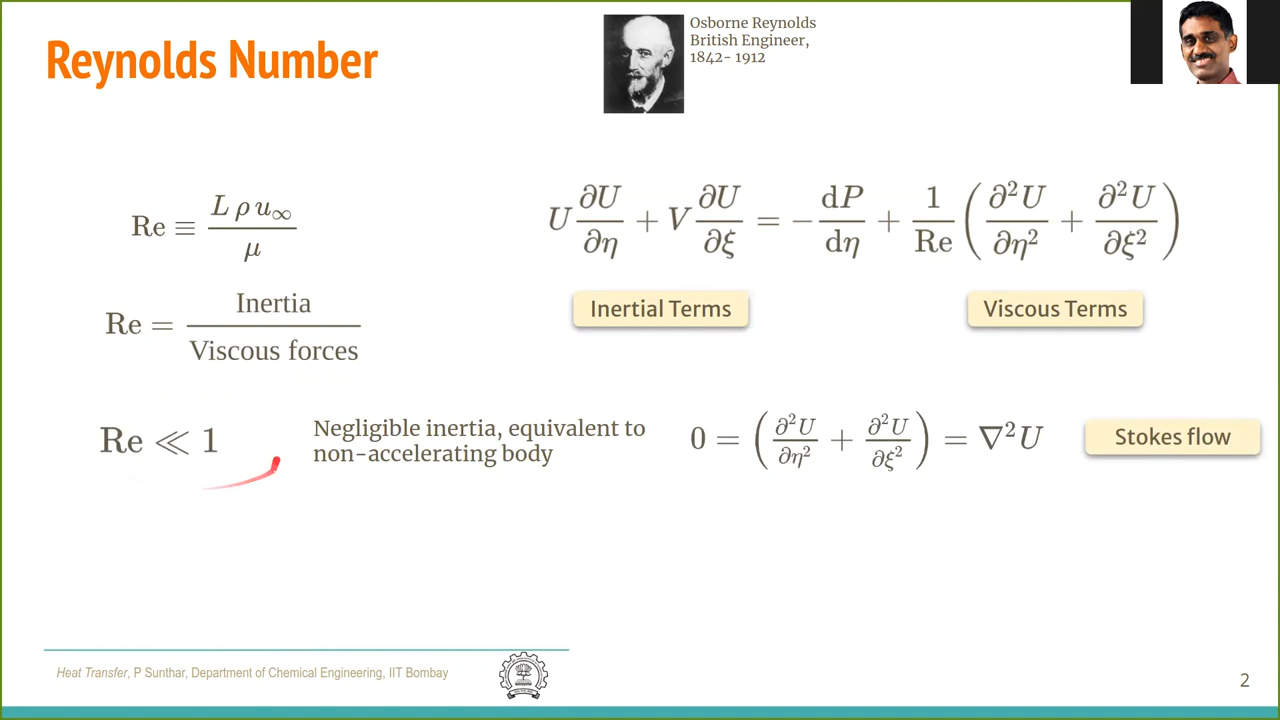 Reynolds Number
Osborne Reynolds
British Engineer,
1842- 1912
Re ≡ L ρ u∞ / μ
U ∂U/∂η + V ∂U/∂ξ = − dP/dη + 1/Re ( ∂²U/∂η² + ∂²U/∂ξ² )
Inertial Terms
Viscous Terms
Re = Inertia / Viscous forces
Re ≪ 1
Negligible inertia, equivalent to
non-accelerating body
0 = ( ∂²U/∂η² + ∂²U/∂ξ² ) = ∇²U
Stokes flow
Heat Transfer, P Sunthar, Department of Chemical Engineering, IIT Bombay
2